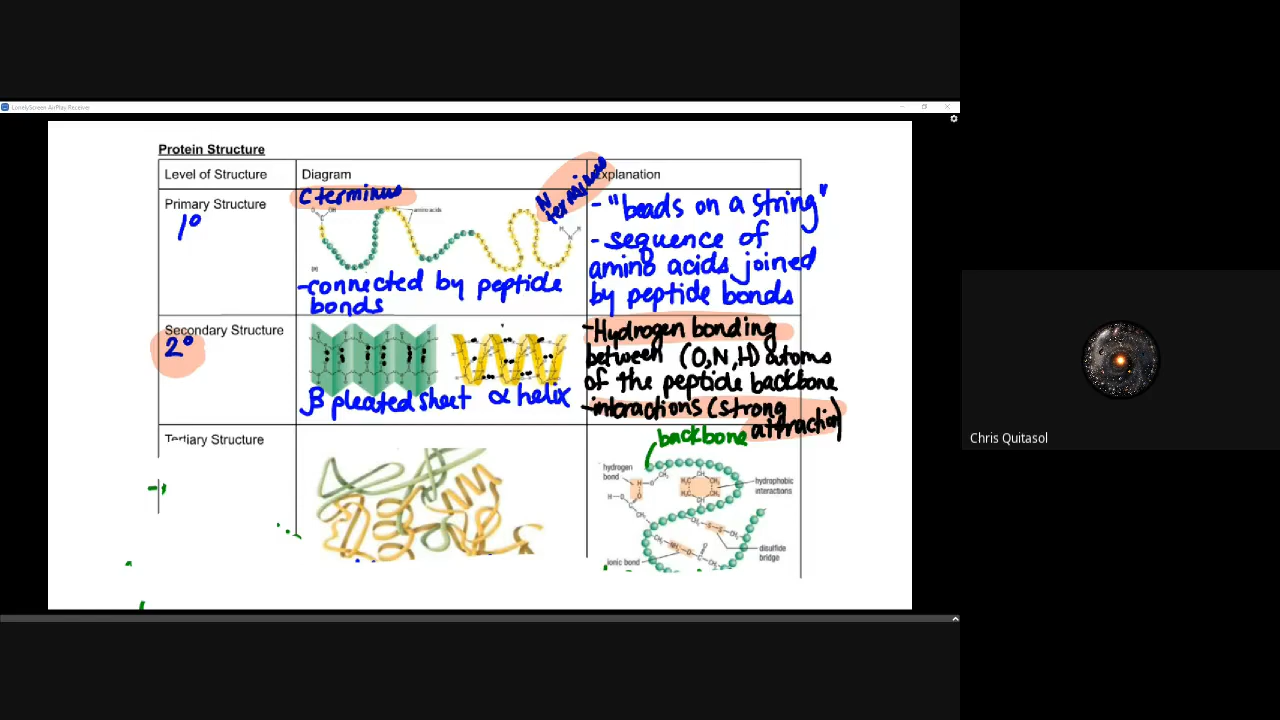 LonelyScreen AirPlay Receiver
Protein Structure
Level of Structure
Diagram
Explanation
Primary Structure
1°
C terminus
N terminus
amino acids
- connected by peptide
bonds
- "beads on a string"
- sequence of
amino acids joined
by peptide bonds
Secondary Structure
2°
β pleated sheet
α helix
- Hydrogen bonding
between (O,N,H) atoms
of the peptide backbone
- interactions (strong
attraction)
Tertiary Structure
backbone
hydrogen
bond
hydrophobic
interactions
disulfide
bridge
ionic bond
Chris Quitasol